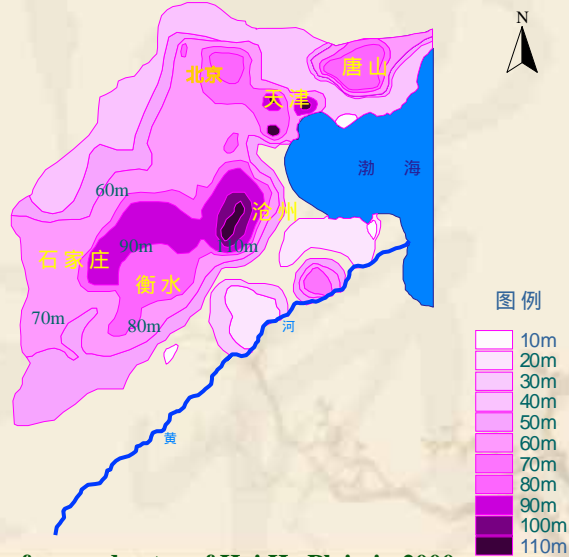 N
北京
唐山
天津
渤 海
60m
沧州
90m
110m
石家庄
衡水
70m
80m
河
黄
图例
10m
20m
30m
40m
50m
60m
70m
80m
90m
100m
110m